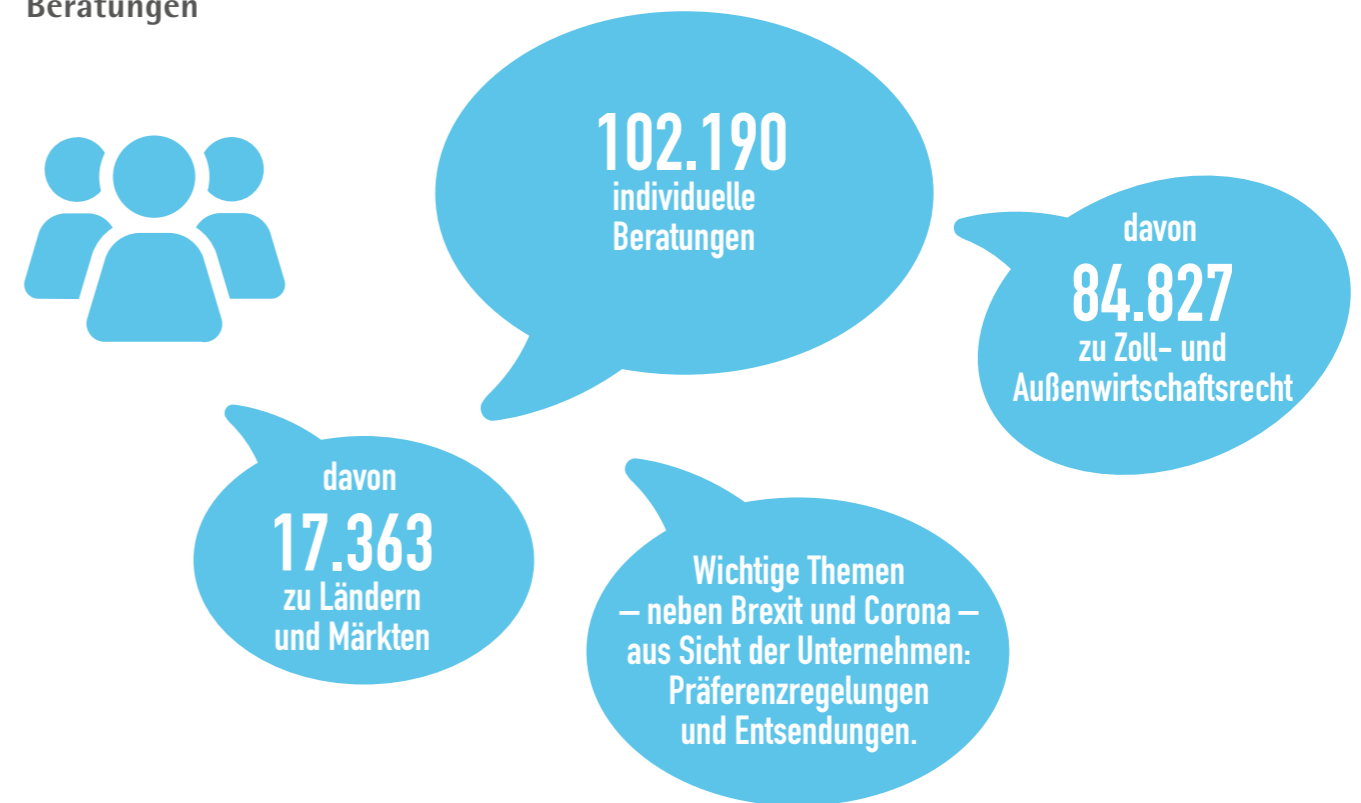 Beratungen
102.190
individuelle
Beratungen
davon
84.827
zu Zoll- und
Außenwirtschaftsrecht
davon
17.363
zu Ländern
und Märkten
Wichtige Themen
– neben Brexit und Corona –
aus Sicht der Unternehmen:
Präferenzregelungen
und Entsendungen.